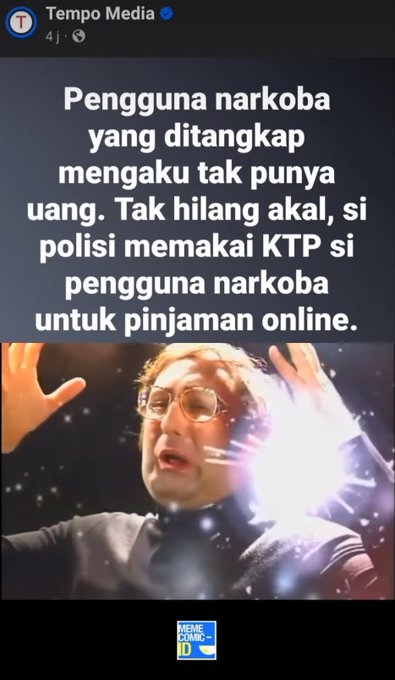 Tempo Media
4 j ·
Pengguna narkoba
yang ditangkap
mengaku tak punya
uang. Tak hilang akal, si
polisi memakai KTP si
pengguna narkoba
untuk pinjaman online.
MEME
COMIC-
ID